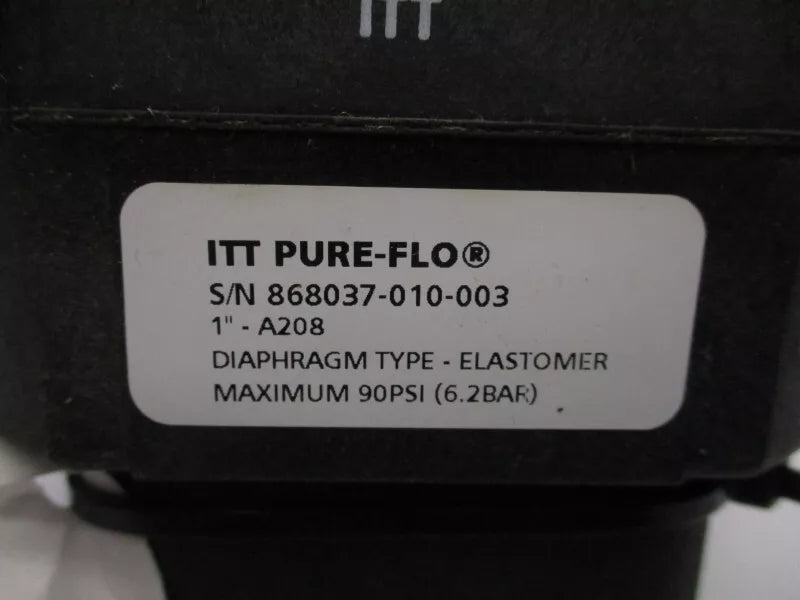 ITT
ITT PURE-FLO®
S/N 868037-010-003
1" - A208
DIAPHRAGM TYPE - ELASTOMER
MAXIMUM 90PSI (6.2BAR)